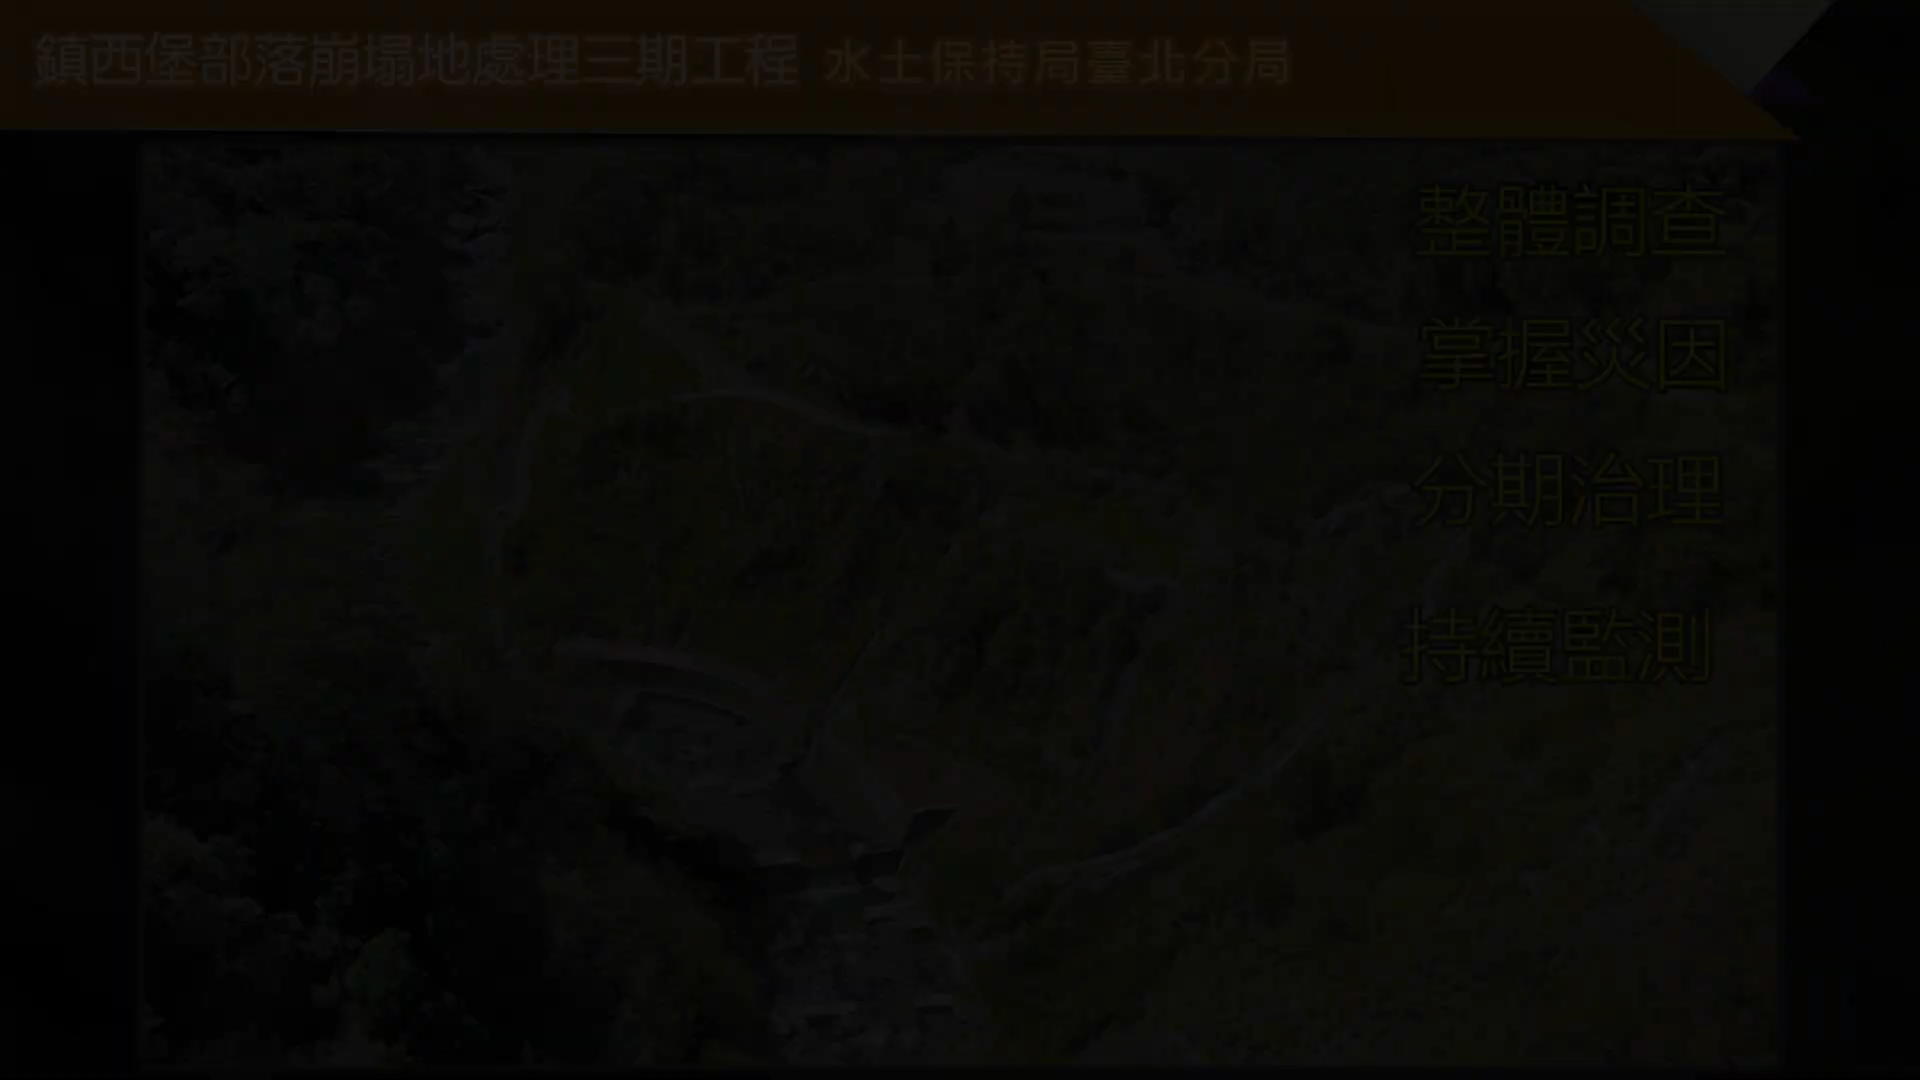 鎮西堡部落崩塌地處理三期工程 水土保持局臺北分局
整體調查
掌握災因
分期治理
持續監測